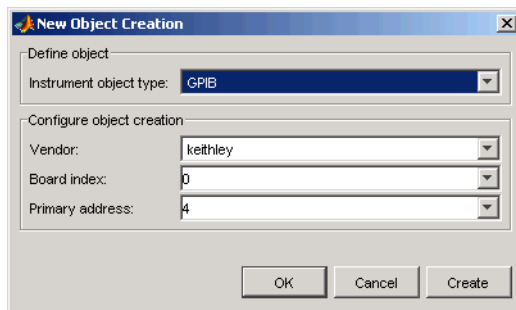 New Object Creation
Define object
Instrument object type: GPIB
Configure object creation
Vendor: keithley
Board index: 0
Primary address: 4
OK Cancel Create